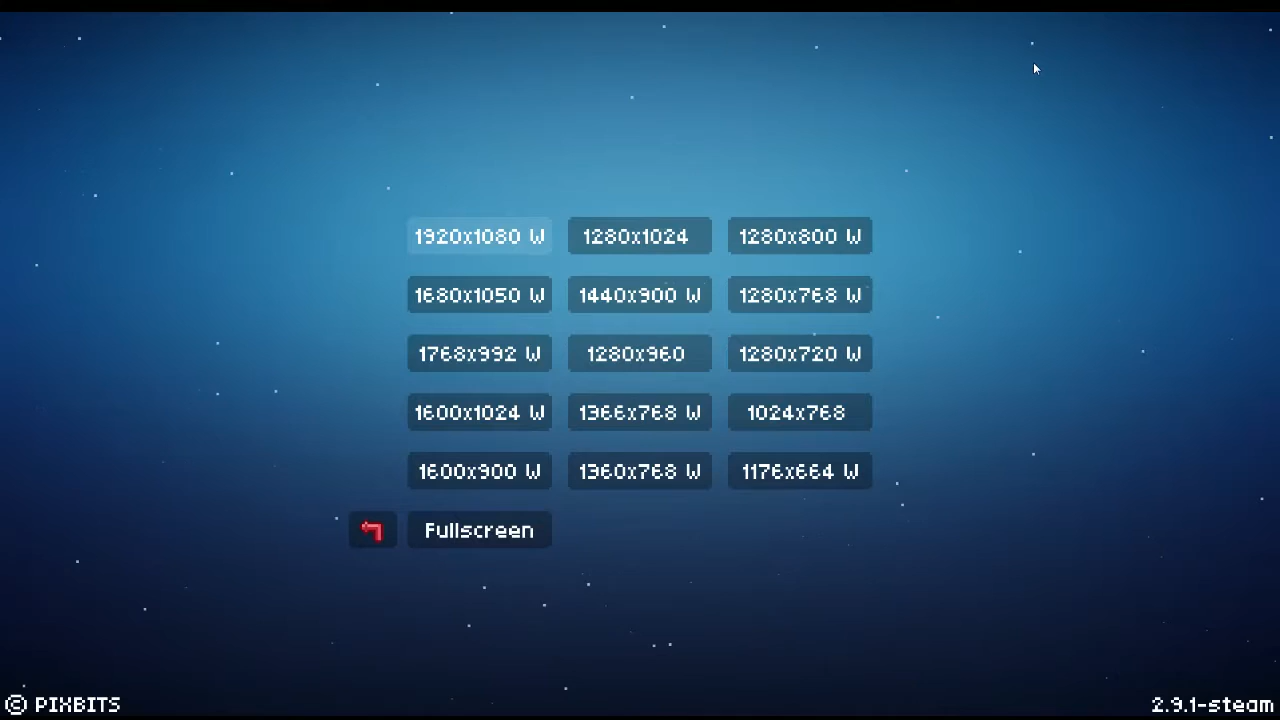 1920x1080 W 1280x1024 1280x800 W
1680x1050 W 1440x900 W 1280x768 W
1768x992 W 1280x960 1280x720 W
1600x1024 W 1366x768 W 1024x768
1600x900 W 1360x768 W 1176x664 W
Fullscreen
© PIXBITS 2.9.1-steam